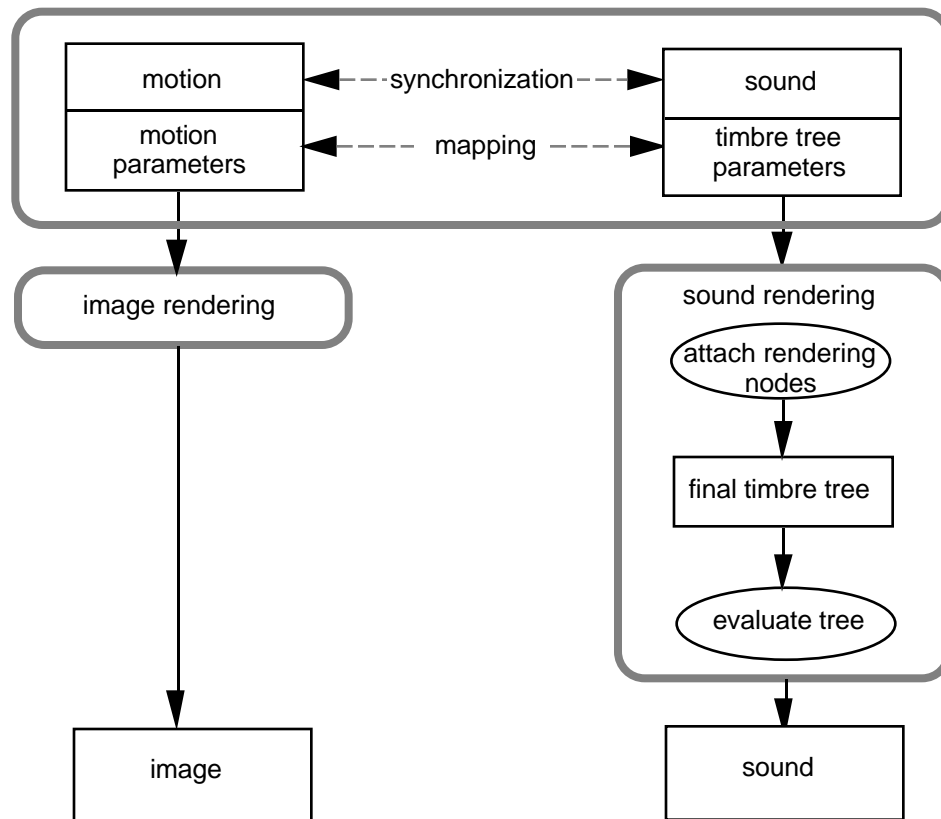 motion
synchronization
sound
motion
parameters
mapping
timbre tree
parameters
image rendering
sound rendering
attach rendering
nodes
final timbre tree
evaluate tree
image
sound